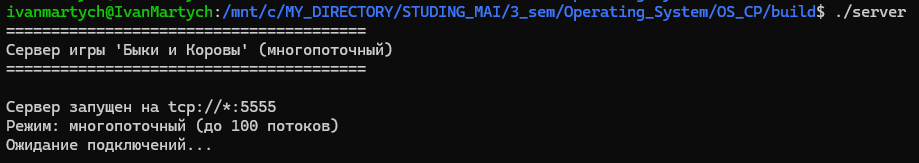 ivanmartych@IvanMartych:/mnt/c/MY_DIRECTORY/STUDING_MAI/3_sem/Operating_System/OS_CP/build$ ./server
========================================
Сервер игры 'Быки и Коровы' (многопоточный)
========================================
Сервер запущен на tcp://*:5555
Режим: многопоточный (до 100 потоков)
Ожидание подключений...